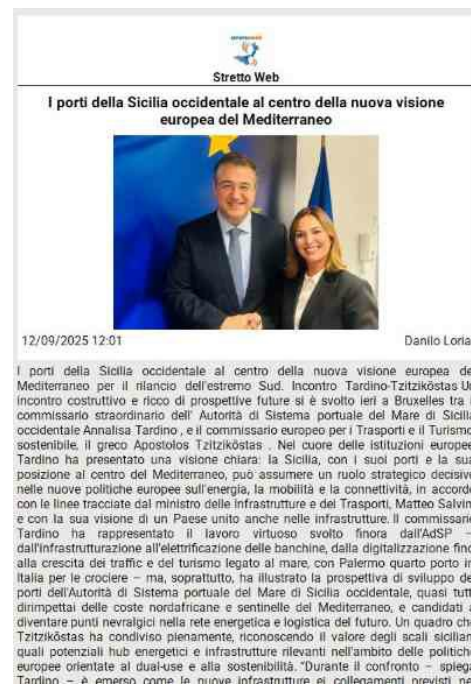 strettoweb
Stretto Web
I porti della Sicilia occidentale al centro della nuova visione
europea del Mediterraneo
12/09/2025 12:01
Danilo Loria
I porti della Sicilia occidentale al centro della nuova visione europea de
Mediterraneo per il rilancio dell'estremo Sud. Incontro Tardino-Tzitziköstas U
incontro costruttivo e ricco di prospettive future si è svolto ieri a Bruxelles tra
commissario straordinario dell' Autorità di Sistema portuale del Mare di Sicili
occidentale Annalisa Tardino , e il commissario europeo per i Trasporti e il Turismo
sostenibile, il greco Apostolos Tzitziköstas . Nel cuore delle istituzioni europee
Tardino ha presentato una visione chiara: la Sicilia, con i suoi porti e la sua
posizione al centro del Mediterraneo, può assumere un ruolo strategico decisivo
nelle nuove politiche europee sull'energia, la mobilità e la connettività, in accordo
con le linee tracciate dal ministro delle Infrastrutture e dei Trasporti, Matteo Salvin
e con la sua visione di un Paese unito anche nelle infrastrutture. Il commissari
Tardino ha rappresentato il lavoro virtuoso svolto finora dall'AdSP –
dall'infrastrutturazione all'elettrificazione delle banchine, dalla digitalizzazione fino
alla crescita dei traffici e del turismo legato al mare, con Palermo quarto porto in
Italia per le crociere – ma, soprattutto, ha illustrato la prospettiva di sviluppo de
porti dell'Autorità di Sistema portuale del Mare di Sicilia occidentale, quasi tutt
dirimpettai delle coste nordafricane e sentinelle del Mediterraneo, e candidati a
diventare punti nevralgici nella rete energetica e logistica del futuro. Un quadro che
Tzitziköstas ha condiviso pienamente, riconoscendo il valore degli scali sicilian
quali potenziali hub energetici e infrastrutture rilevanti nell'ambito delle politiche
europee orientate al dual-use e alla sostenibilità. "Durante il confronto – spiega
Tardino – è emerso come le nuove infrastrutture ei collegamenti previsti ne